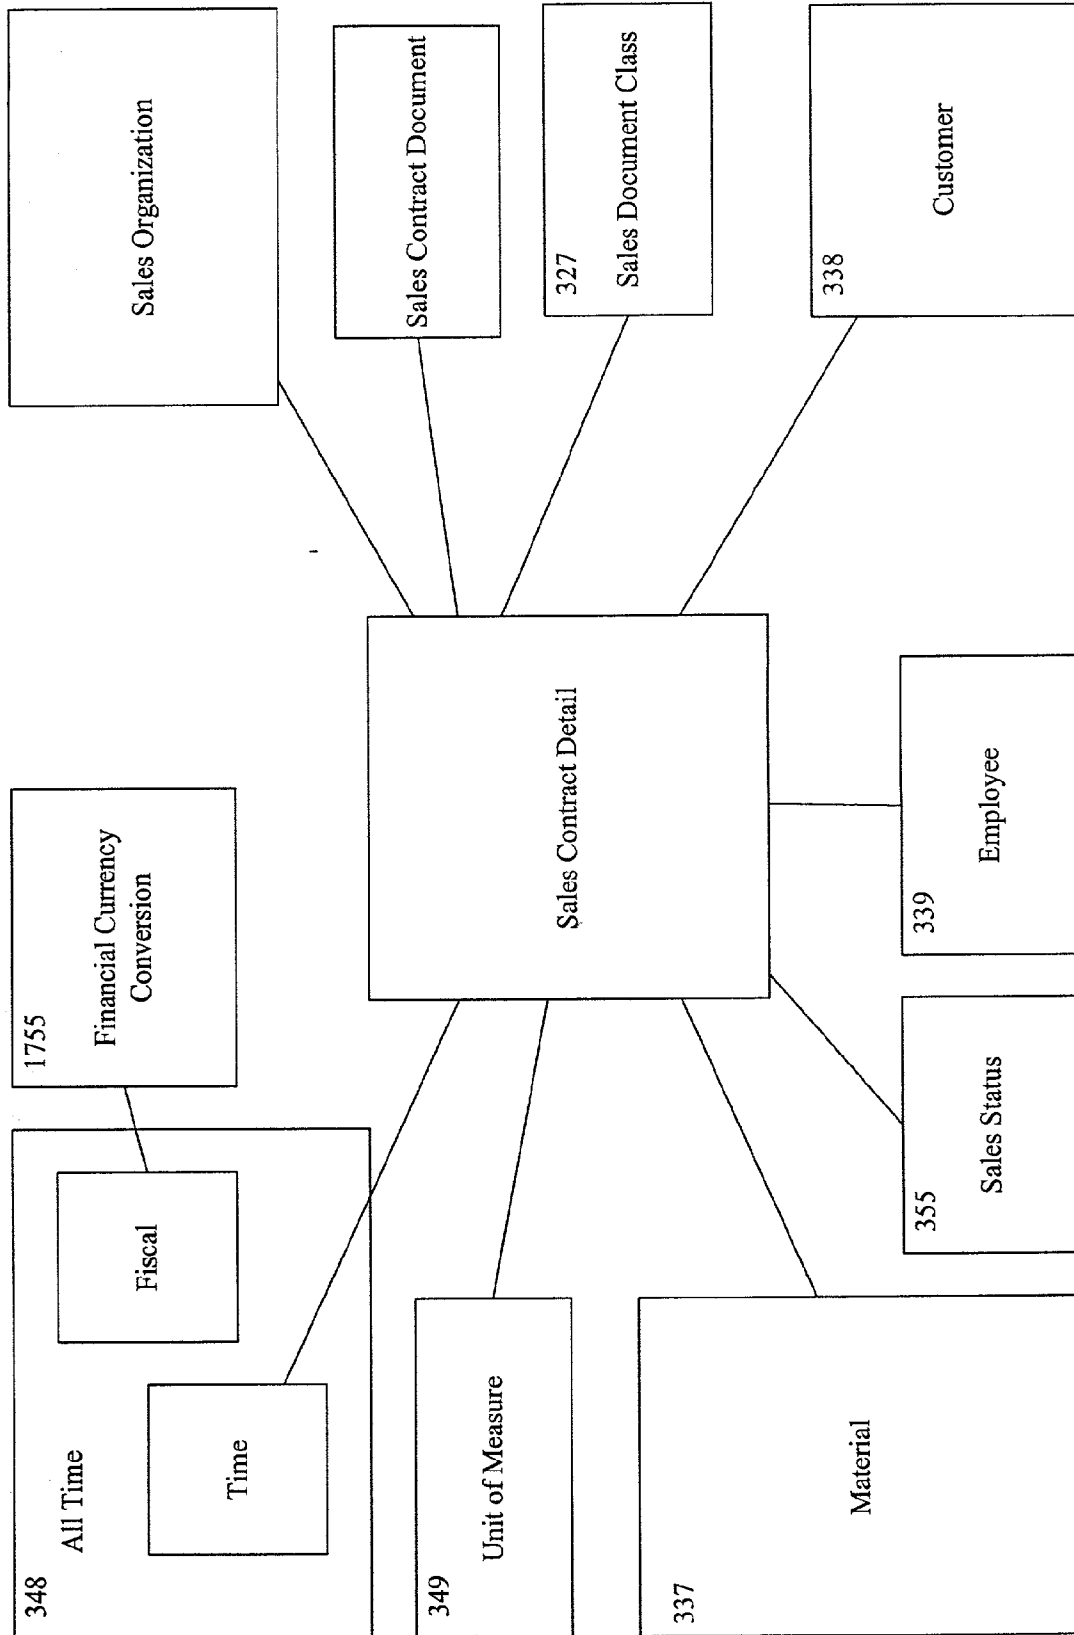 348
All Time
Time
Fiscal
1755
Financial Currency
Conversion
Sales Organization
349
Unit of Measure
Sales Contract Detail
Sales Contract Document
327
Sales Document Class
337
Material
355
Sales Status
339
Employee
338
Customer